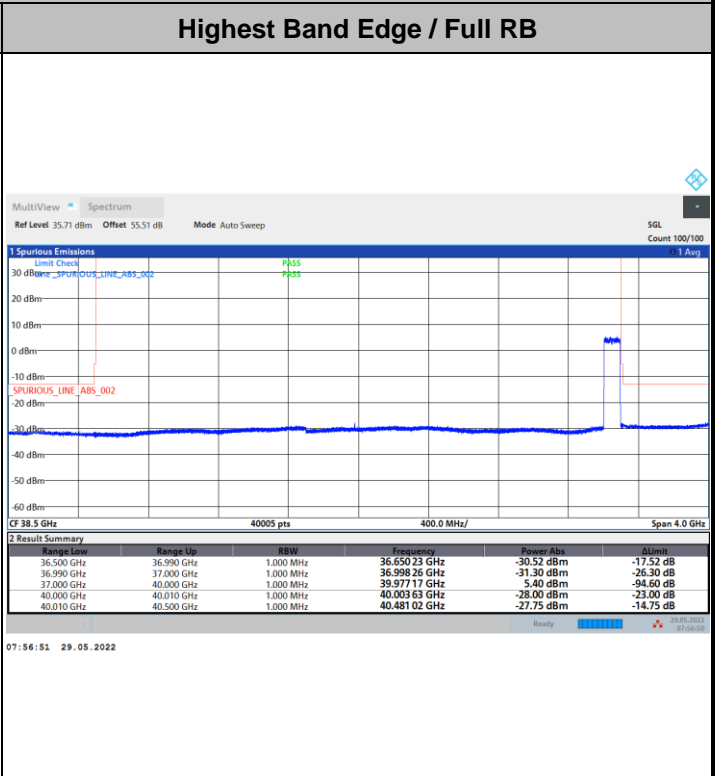 Highest Band Edge / Full RB
MultiView Spectrum
Ref Level 35.71 dBm Offset 55.51 dB Mode Auto Sweep SGL
Count 100/100
1 Spurious Emissions 1 Avg
Limit Check PASS
30 dBm Line _SPURIOUS_LINE_ABS_002 PASS
20 dBm
10 dBm
0 dBm
-10 dBm
_SPURIOUS_LINE_ABS_002
-20 dBm
-30 dBm
-40 dBm
-50 dBm
-60 dBm
CF 38.5 GHz 40005 pts 400.0 MHz/ Span 4.0 GHz
2 Result Summary
Range Low Range Up RBW Frequency Power Abs ΔLimit
36.500 GHz 36.990 GHz 1.000 MHz 36.650 23 GHz -30.52 dBm -17.52 dB
36.990 GHz 37.000 GHz 1.000 MHz 36.998 26 GHz -31.30 dBm -26.30 dB
37.000 GHz 40.000 GHz 1.000 MHz 39.977 17 GHz 5.40 dBm -94.60 dB
40.000 GHz 40.010 GHz 1.000 MHz 40.003 63 GHz -28.00 dBm -23.00 dB
40.010 GHz 40.500 GHz 1.000 MHz 40.481 02 GHz -27.75 dBm -14.75 dB
Ready 29.05.2022
07:56:50
07:56:51 29.05.2022